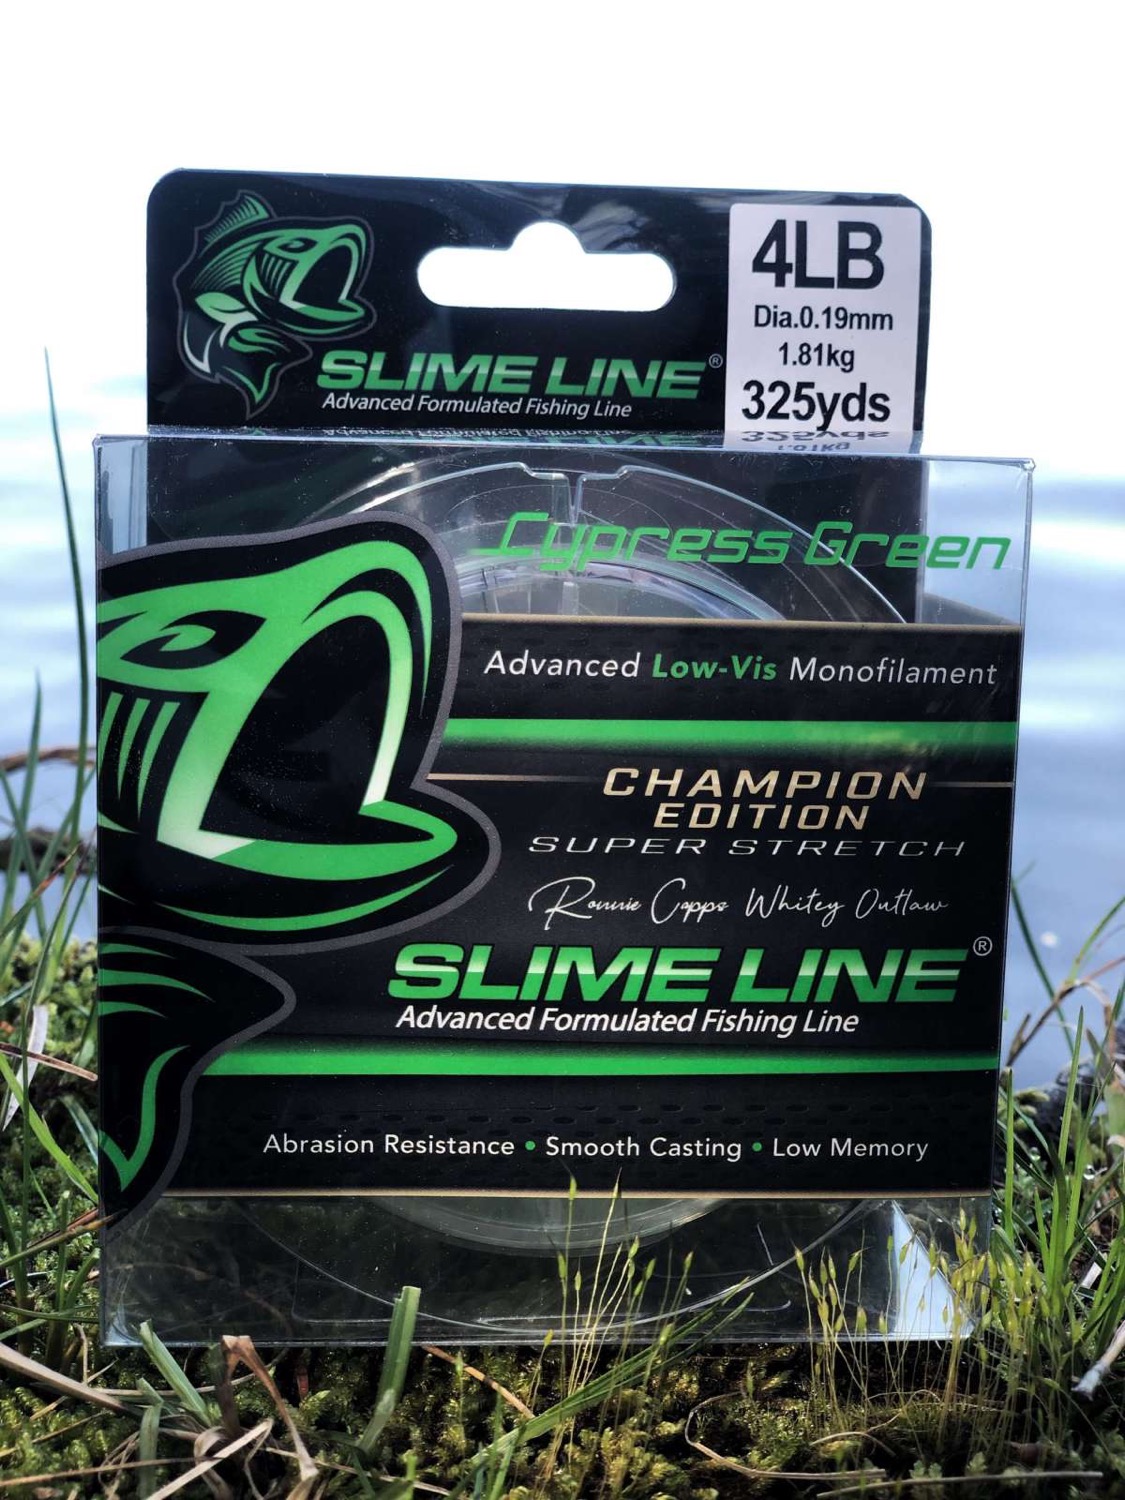 4LB
Dia.0.19mm
1.81kg
325yds
SLIME LINE®
Advanced Formulated Fishing Line
Cypress Green
Advanced Low-Vis Monofilament
CHAMPION
EDITION
SUPER STRETCH
Ronnie Capps Whitey Outlaw
SLIME LINE®
Advanced Formulated Fishing Line
Abrasion Resistance • Smooth Casting • Low Memory